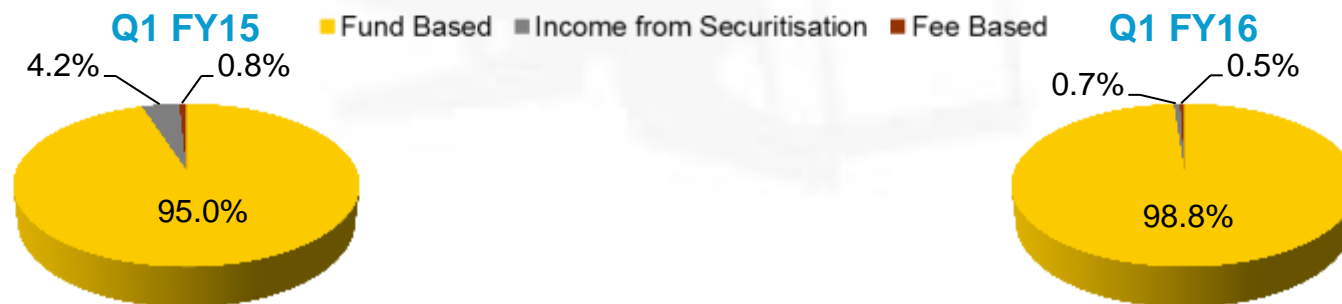 Q1 FY15
Fund Based Income from Securitisation Fee Based
Q1 FY16
4.2% 0.8%
95.0%
0.7% 0.5%
98.8%